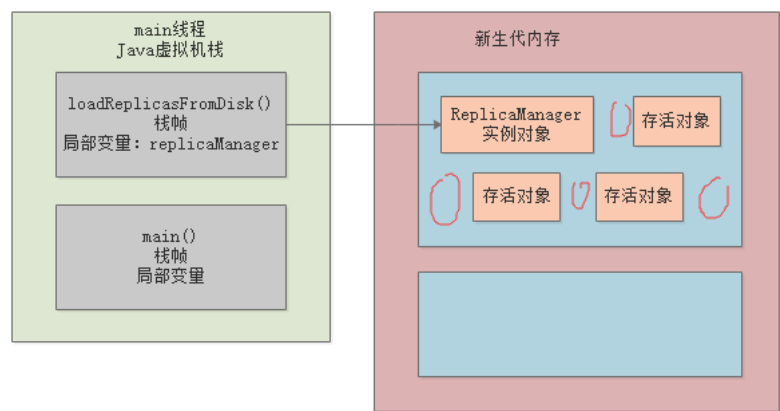 main线程
Java虚拟机栈
loadReplicasFromDisk()
栈帧
局部变量：replicaManager
main()
栈帧
局部变量
新生代内存
ReplicaManager
实例对象
存活对象
存活对象
存活对象